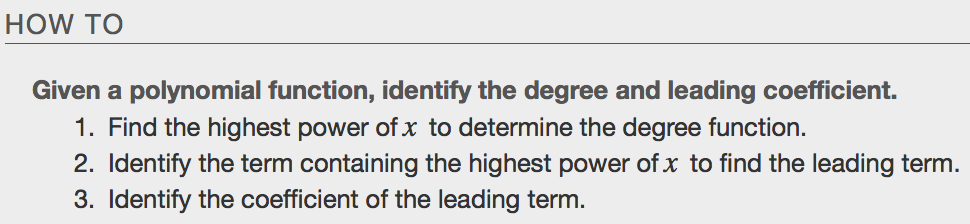 HOW TO
Given a polynomial function, identify the degree and leading coefficient.
1. Find the highest power of x to determine the degree function.
2. Identify the term containing the highest power of x to find the leading term.
3. Identify the coefficient of the leading term.